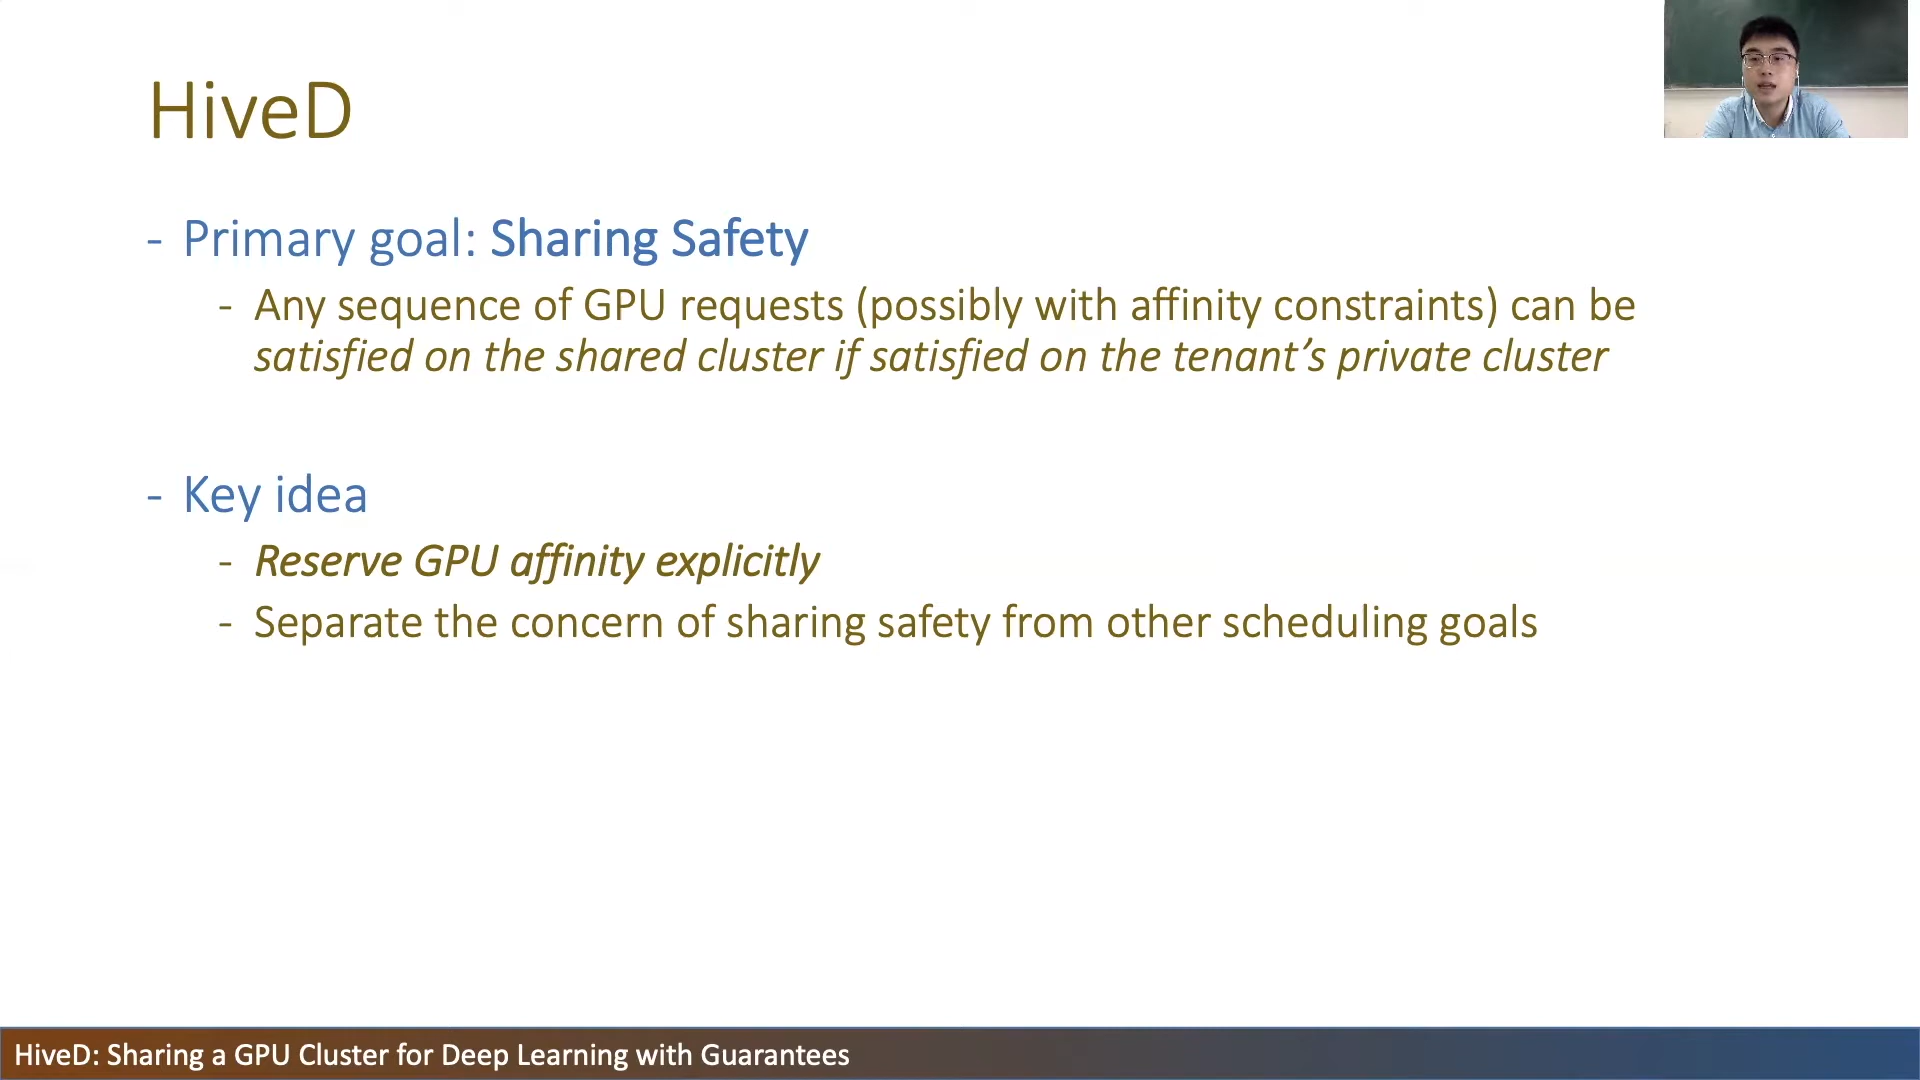 HiveD
- Primary goal: Sharing Safety
- Any sequence of GPU requests (possibly with affinity constraints) can be
satisfied on the shared cluster if satisfied on the tenant’s private cluster
- Key idea
- Reserve GPU affinity explicitly
- Separate the concern of sharing safety from other scheduling goals
HiveD: Sharing a GPU Cluster for Deep Learning with Guarantees